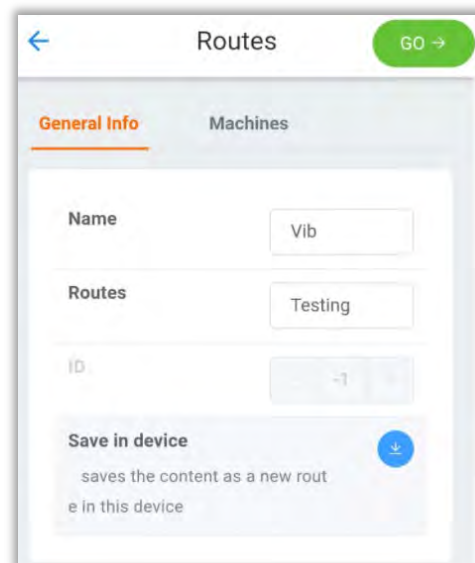 ← Routes GO →
General Info Machines
Name Vib
Routes Testing
ID -1
Save in device
saves the content as a new rout
e in this device